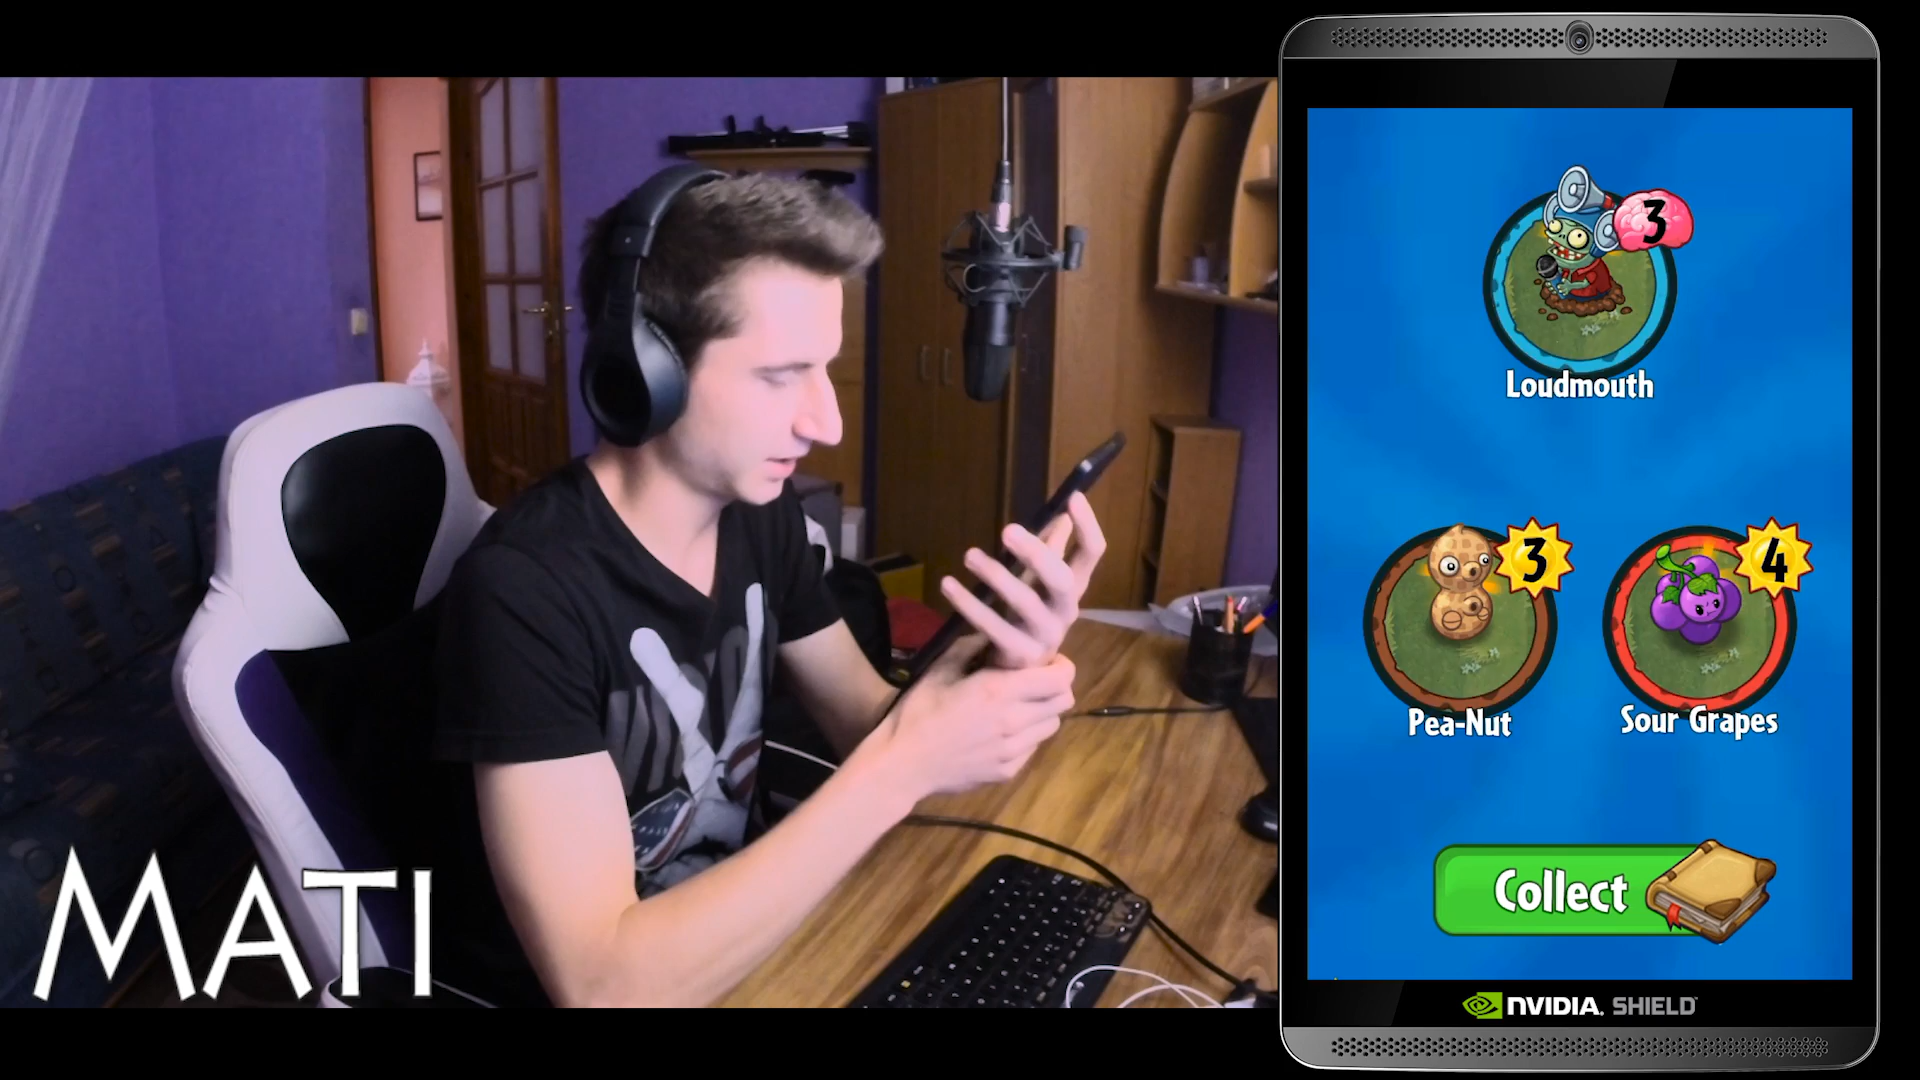 3
Loudmouth
3
4
Pea-Nut
Sour Grapes
Collect
MATI
NVIDIA. SHIELD